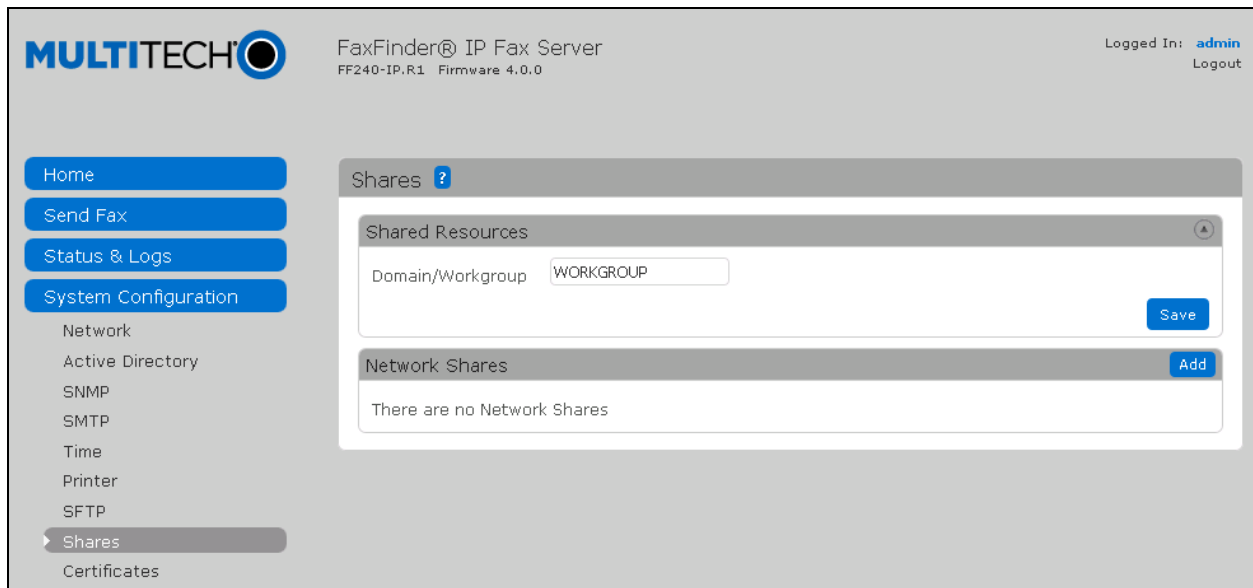 MULTITECH
FaxFinder® IP Fax Server
FF240-IP.R1 Firmware 4.0.0
Logged In: admin
Logout
Home
Send Fax
Status & Logs
System Configuration
Network
Active Directory
SNMP
SMTP
Time
Printer
SFTP
Shares
Certificates
Shares ?
Shared Resources
Domain/Workgroup WORKGROUP
Save
Network Shares
Add
There are no Network Shares